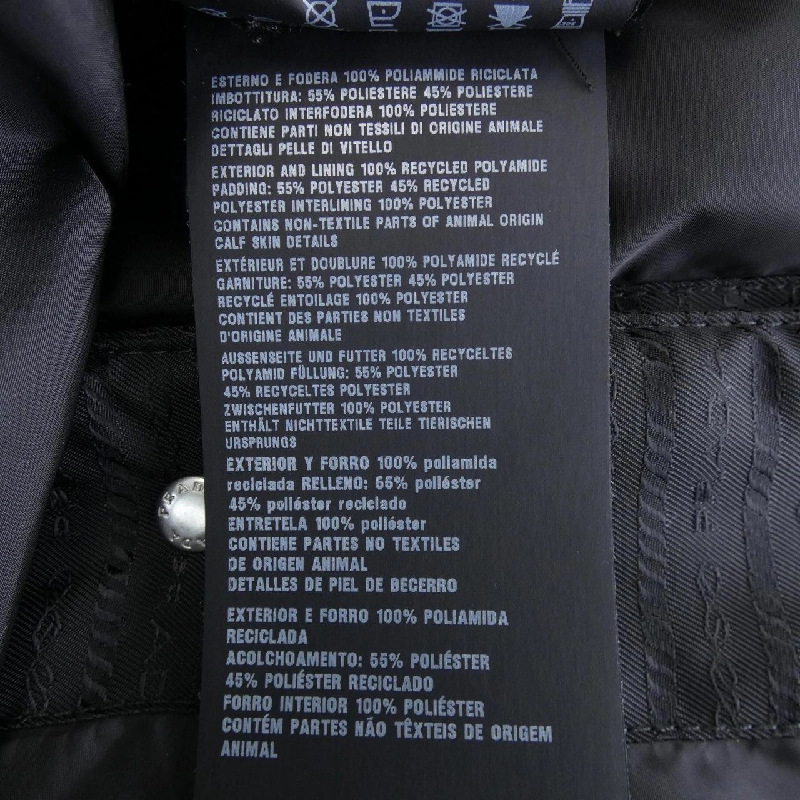 ESTERNO E FODERA 100% POLIAMMIDE RICICLATA
IMBOTTITURA: 55% POLIESTERE 45% POLIESTERE
RICICLATO INTERFODERA 100% POLIESTERE
CONTIENE PARTI NON TESSILI DI ORIGINE ANIMALE
DETTAGLI PELLE DI VITELLO
EXTERIOR AND LINING 100% RECYCLED POLYAMIDE
PADDING: 55% POLYESTER 45% RECYCLED
POLYESTER INTERLINING 100% POLYESTER
CONTAINS NON-TEXTILE PARTS OF ANIMAL ORIGIN
CALF SKIN DETAILS
EXTÉRIEUR ET DOUBLURE 100% POLYAMIDE RECYCLÉ
GARNITURE: 55% POLYESTER 45% POLYESTER
RECYCLÉ ENTOILAGE 100% POLYESTER
CONTIENT DES PARTIES NON TEXTILES
D'ORIGINE ANIMALE
AUSSENSEITE UND FUTTER 100% RECYCELTES
POLYAMID FÜLLUNG: 55% POLYESTER
45% RECYCELTES POLYESTER
ZWISCHENFUTTER 100% POLYESTER
ENTHÄLT NICHTTEXTILE TEILE TIERISCHEN
URSPRUNGS
EXTERIOR Y FORRO 100% poliamida
reciclada RELLENO: 55% poliéster
45% poliéster reciclado
ENTRETELA 100% poliéster
CONTIENE PARTES NO TEXTILES
DE ORIGEN ANIMAL
DETALLES DE PIEL DE BECERRO
EXTERIOR E FORRO 100% POLIAMIDA
RECICLADA
ACOLCHOAMENTO: 55% POLIÉSTER
45% POLIÉSTER RECICLADO
FORRO INTERIOR 100% POLIÉSTER
CONTÉM PARTES NÃO TÊXTEIS DE ORIGEM
ANIMAL